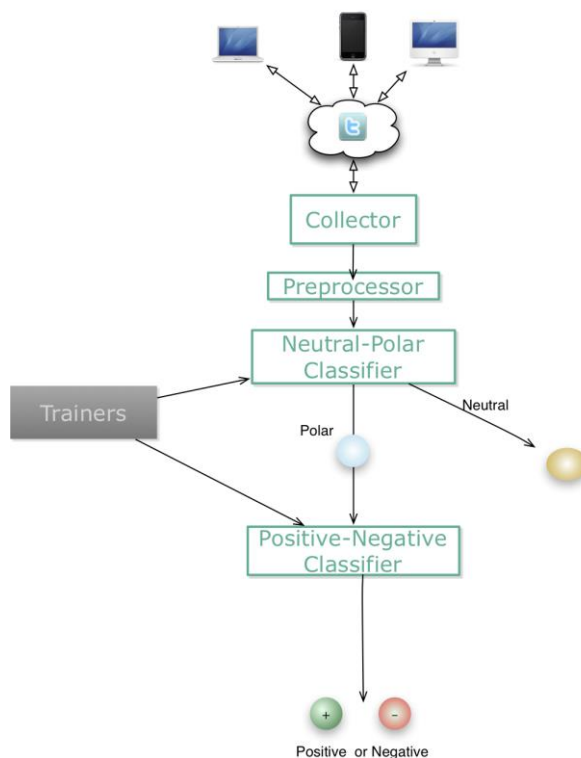 t
Collector
Preprocessor
Neutral-Polar
Classifier
Trainers
Neutral
Polar
Positive-Negative
Classifier
+ -
Positive or Negative